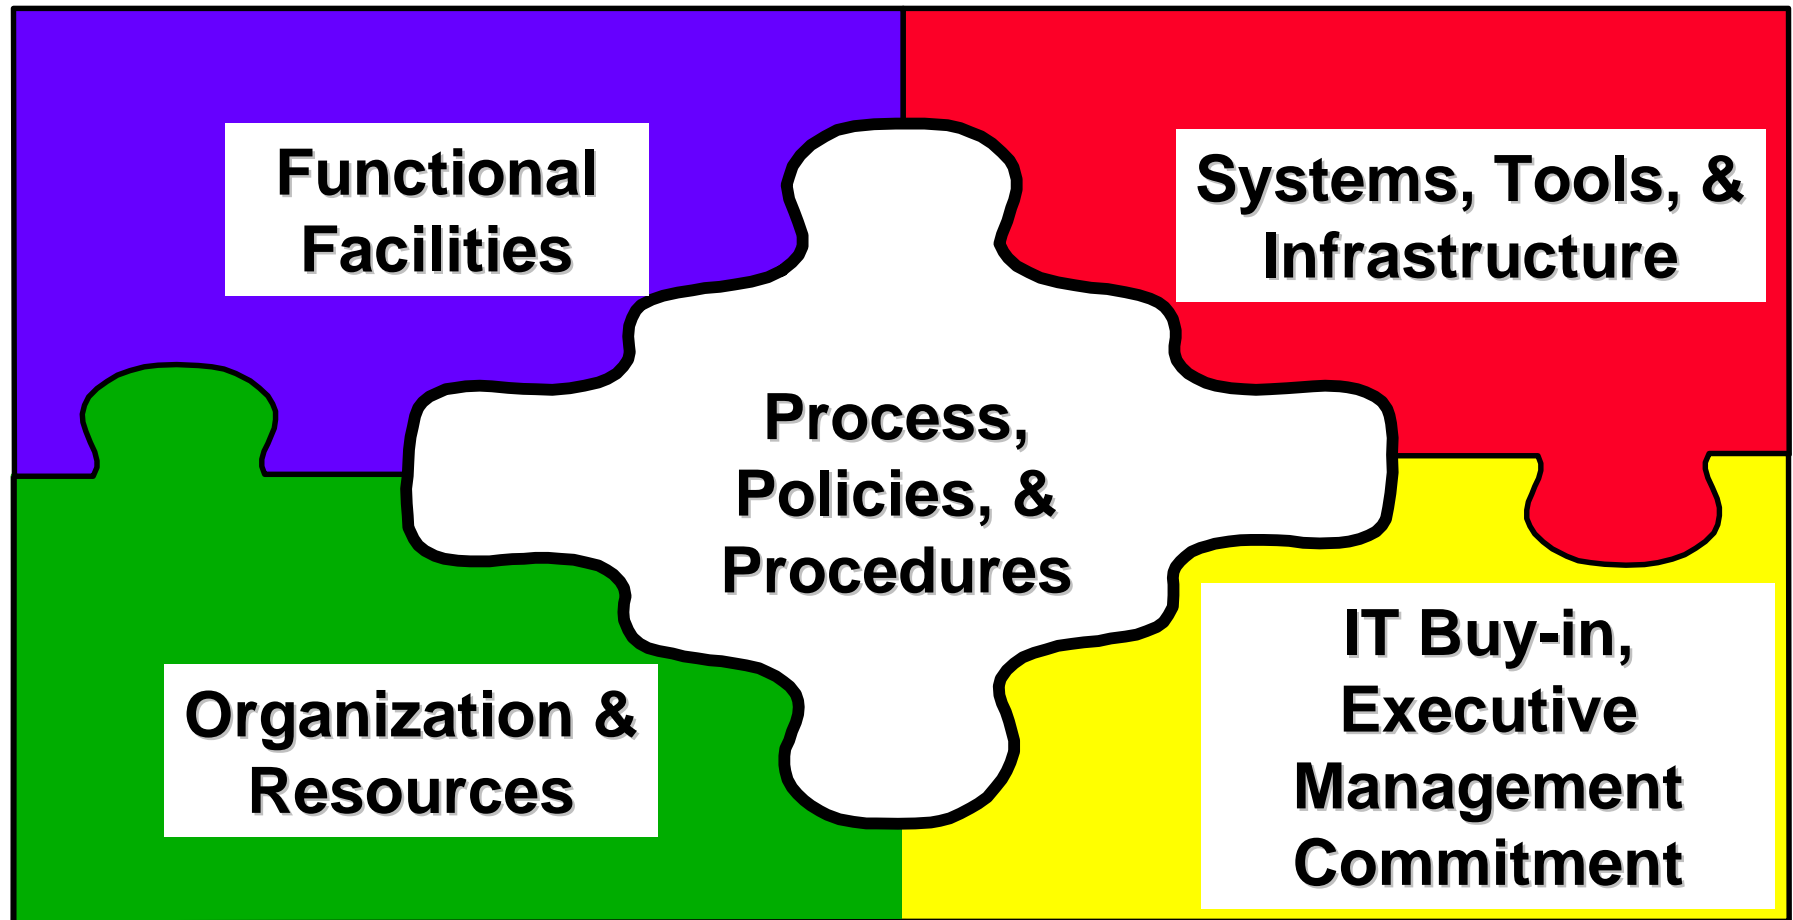 Functional
Facilities
Systems, Tools, &
Infrastructure
Process,
Policies, &
Procedures
Organization &
Resources
IT Buy-in,
Executive
Management
Commitment